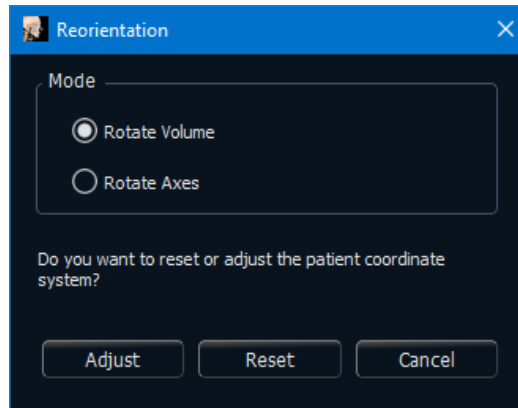 Reorientation
Mode
Rotate Volume
Rotate Axes
Do you want to reset or adjust the patient coordinate
system?
Adjust Reset Cancel